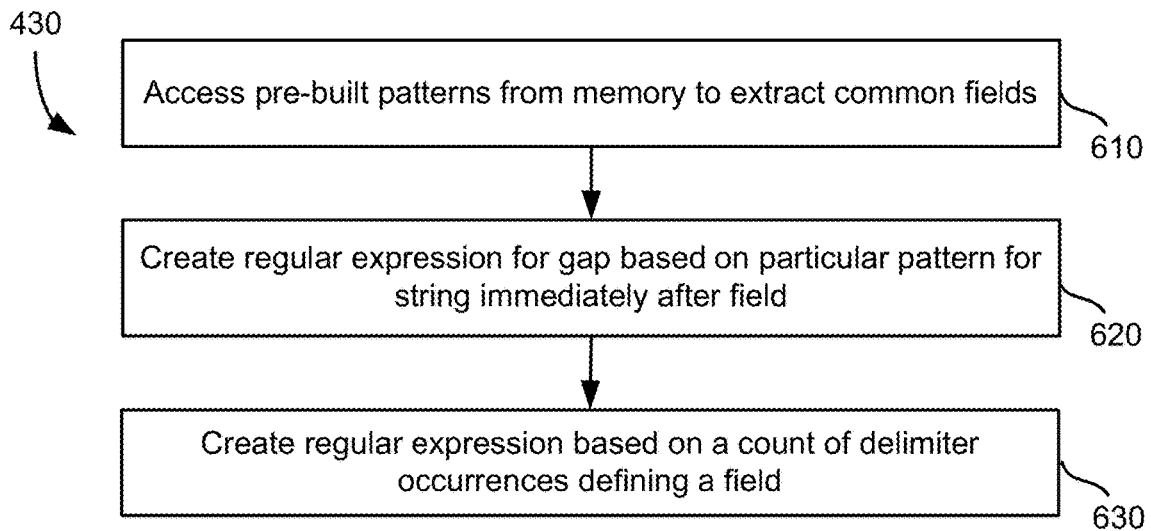 430
Access pre-built patterns from memory to extract common fields
610
Create regular expression for gap based on particular pattern for
string immediately after field
620
Create regular expression based on a count of delimiter
occurrences defining a field
630